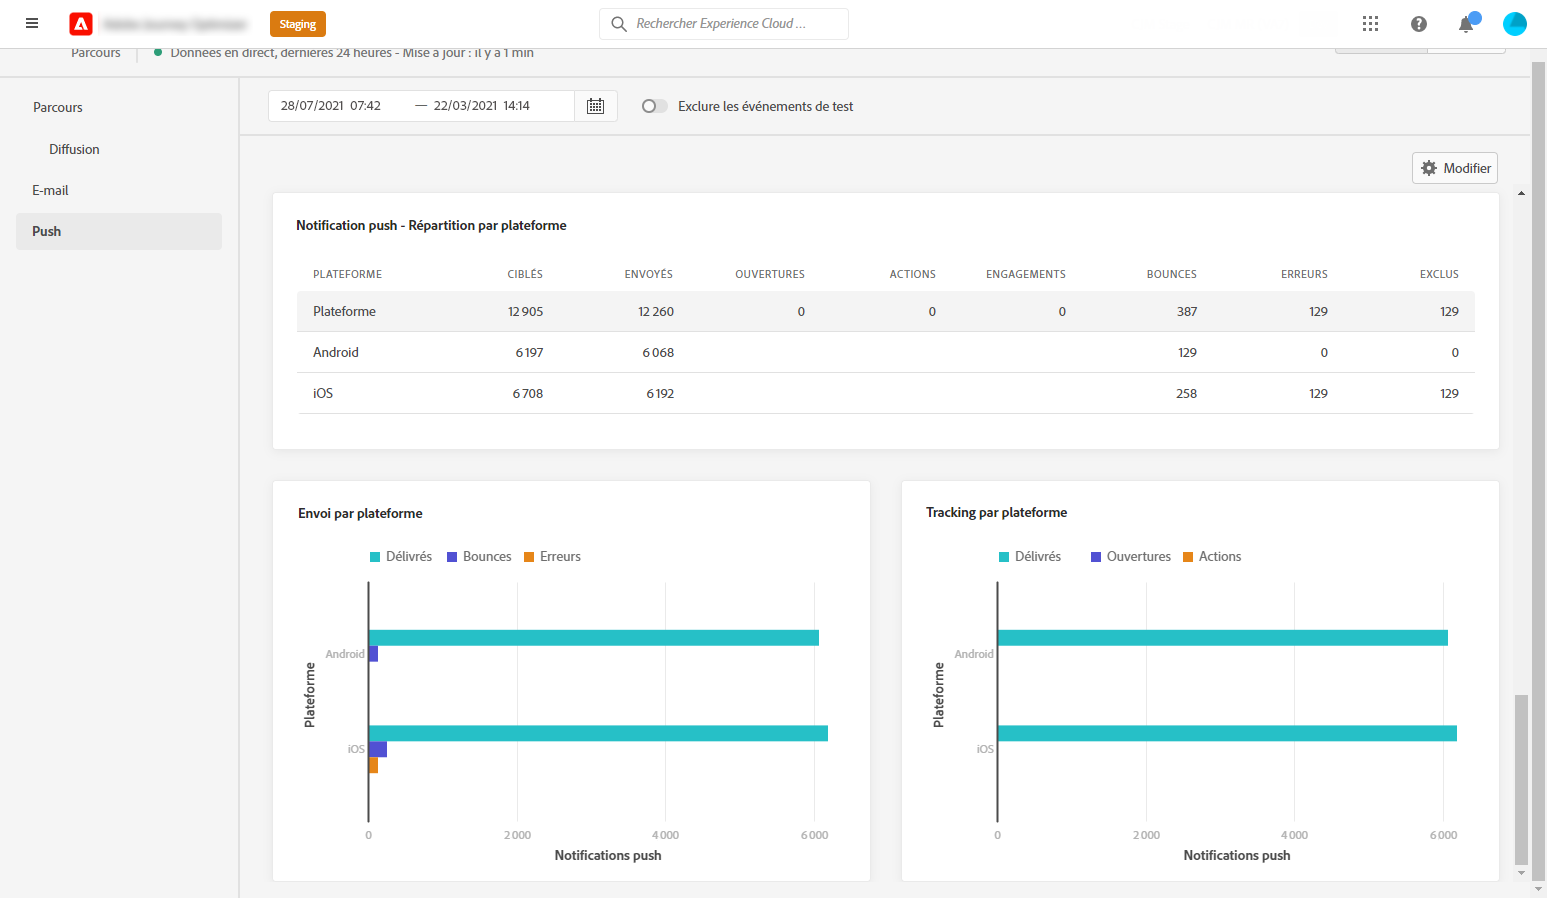 Staging
Rechercher Experience Cloud ...
Parcours
Données en direct, dernières 24 heures - Mise à jour : il y a 1 min
Parcours
Diffusion
E-mail
Push
28/07/2021 07:42 — 22/03/2021 14:14
Exclure les événements de test
Modifier
Notification push - Répartition par plateforme
PLATEFORME CIBLÉS ENVOYÉS OUVERTURES ACTIONS ENGAGEMENTS BOUNCES ERREURS EXCLUS
Plateforme 12 905 12 260 0 0 0 387 129 129
Android 6 197 6 068 129 0 0
iOS 6 708 6 192 258 129 129
Envoi par plateforme
Délivrés Bounces Erreurs
Plateforme
Android
iOS
0 2 000 4 000 6 000
Notifications push
Tracking par plateforme
Délivrés Ouvertures Actions
Plateforme
Android
iOS
0 2 000 4 000 6 000
Notifications push